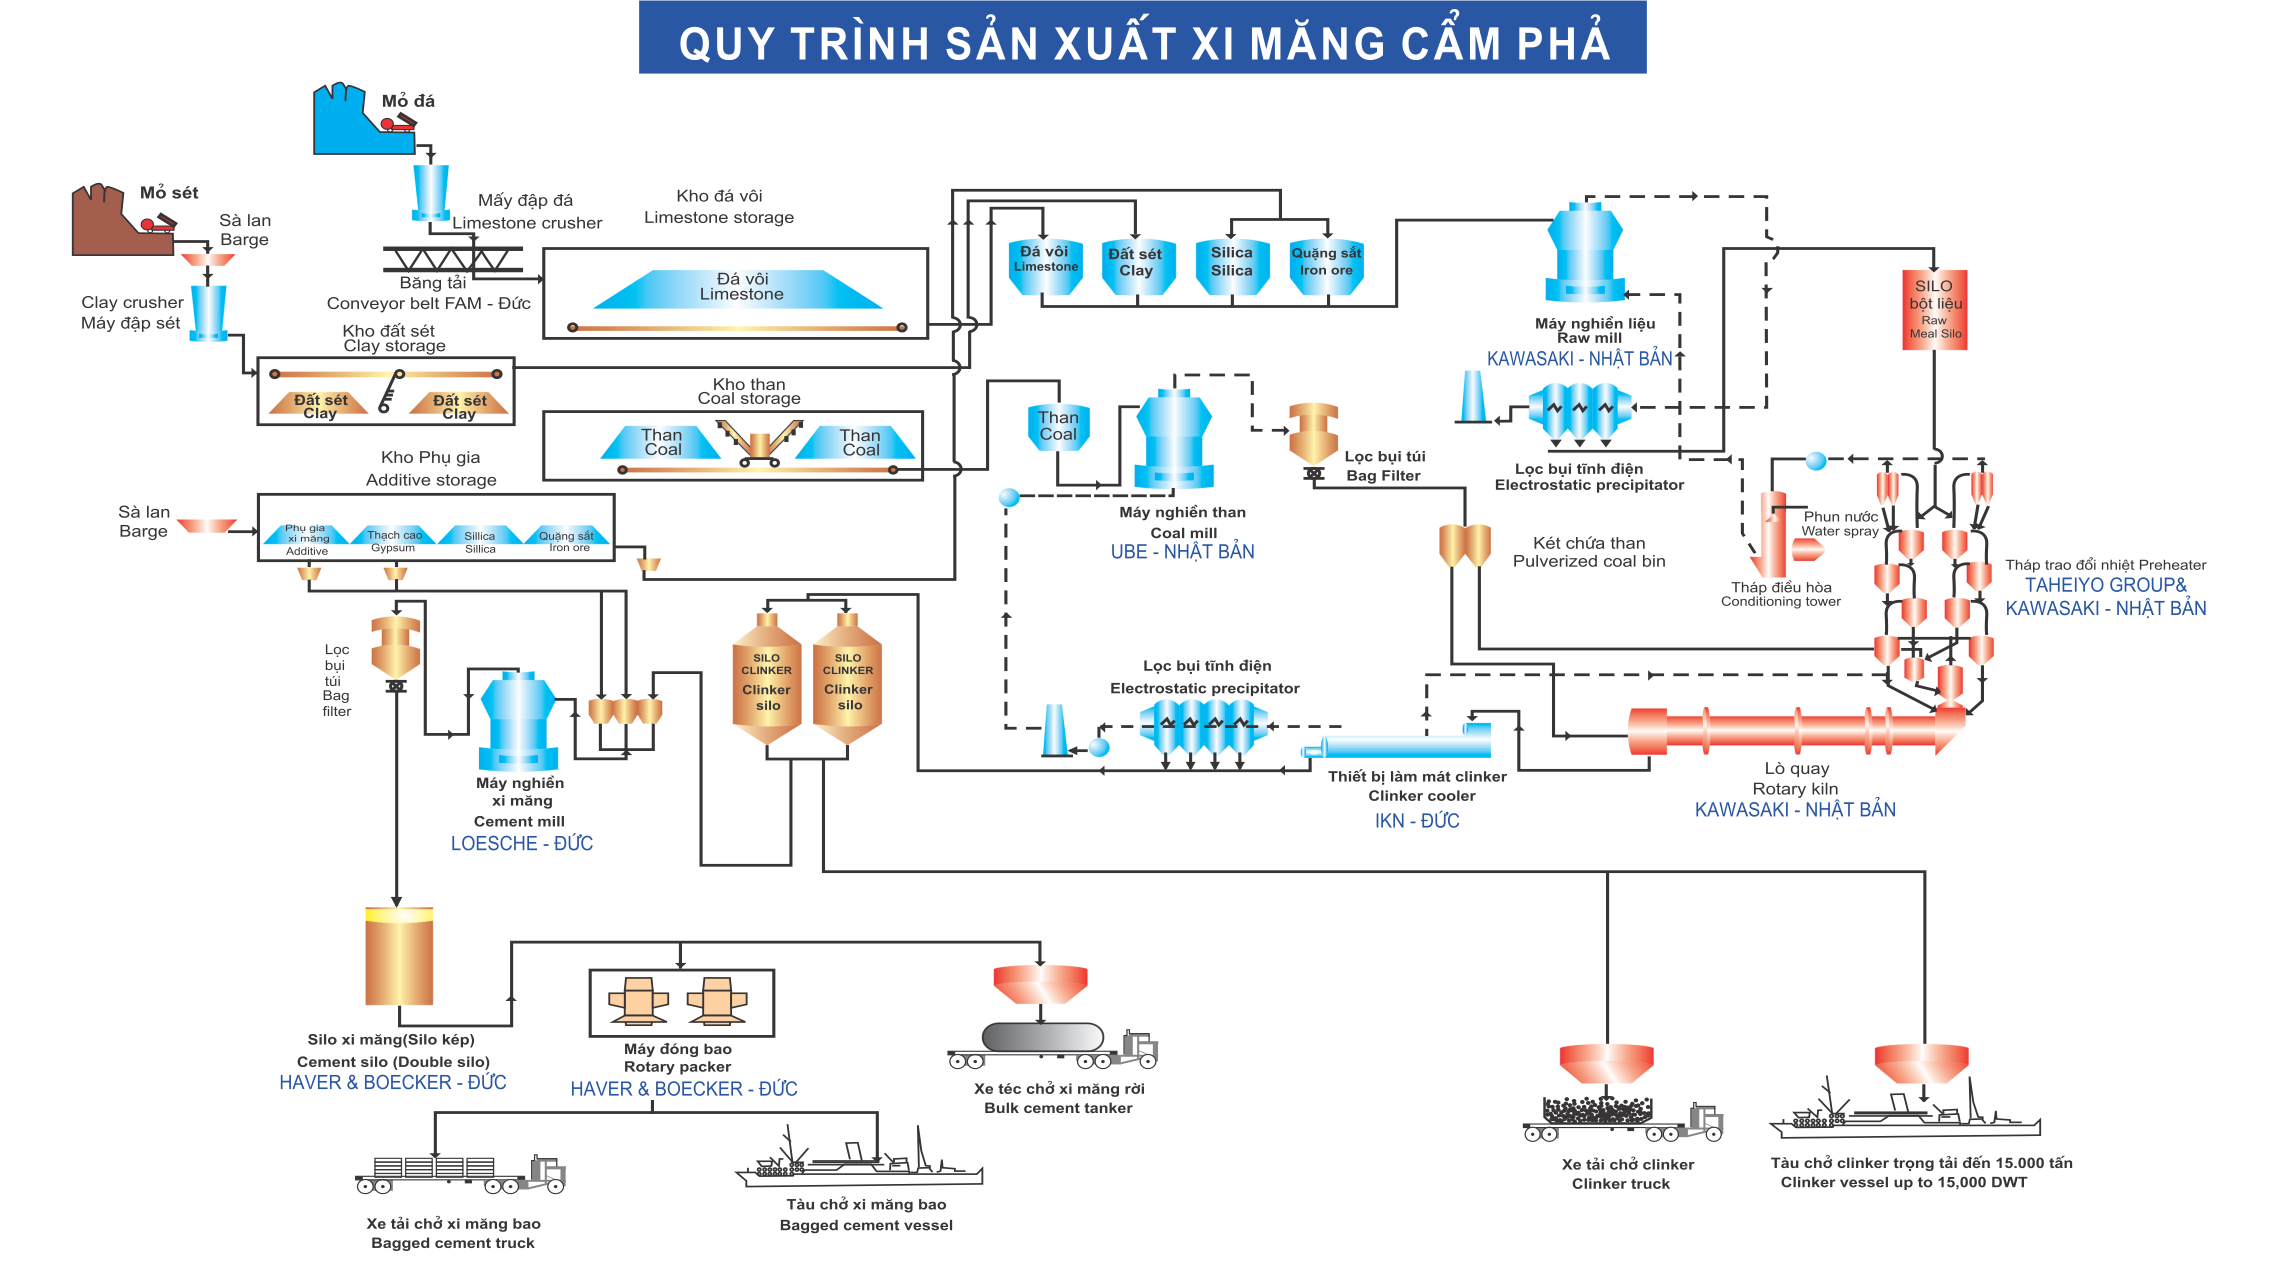 QUY TRÌNH SẢN XUẤT XI MĂNG CẨM PHẢ
Mỏ đá
Mỏ sét
Sà lan
Barge
Mấy đập đá
Limestone crusher
Kho đá vôi
Limestone storage
Băng tải
Conveyor belt FAM - Đức
Clay crusher
Máy đập sét
Đá vôi
Limestone
Kho đất sét
Clay storage
Đất sét
Clay
Đất sét
Clay
Kho than
Coal storage
Than
Coal
Than
Coal
Kho Phụ gia
Additive storage
Sà lan
Barge
Phụ gia
xi măng
Additive
Thạch cao
Gypsum
Sillica
Sillica
Quặng sắt
Iron ore
Đá vôi
Limestone
Đất sét
Clay
Silica
Silica
Quặng sắt
Iron ore
Máy nghiền liệu
Raw mill
KAWASAKI - NHẬT BẢN
SILO
bột liệu
Raw
Meal Silo
Than
Coal
Máy nghiền than
Coal mill
UBE - NHẬT BẢN
Lọc bụi túi
Bag Filter
Lọc bụi tĩnh điện
Electrostatic precipitator
Két chứa than
Pulverized coal bin
Phun nước
Water spray
Tháp điều hòa
Conditioning tower
Tháp trao đổi nhiệt Preheater
TAHEIYO GROUP&
KAWASAKI - NHẬT BẢN
Lọc
bụi
túi
Bag
filter
SILO
CLINKER
Clinker
silo
SILO
CLINKER
Clinker
silo
Lọc bụi tĩnh điện
Electrostatic precipitator
Máy nghiền
xi măng
Cement mill
LOESCHE - ĐỨC
Thiết bị làm mát clinker
Clinker cooler
IKN - ĐỨC
Lò quay
Rotary kiln
KAWASAKI - NHẬT BẢN
Silo xi măng(Silo kép)
Cement silo (Double silo)
HAVER & BOECKER - ĐỨC
Máy đóng bao
Rotary packer
HAVER & BOECKER - ĐỨC
Xe téc chở xi măng rời
Bulk cement tanker
Xe tải chở clinker
Clinker truck
Tàu chở clinker trọng tải đến 15.000 tấn
Clinker vessel up to 15,000 DWT
Xe tải chở xi măng bao
Bagged cement truck
Tàu chở xi măng bao
Bagged cement vessel